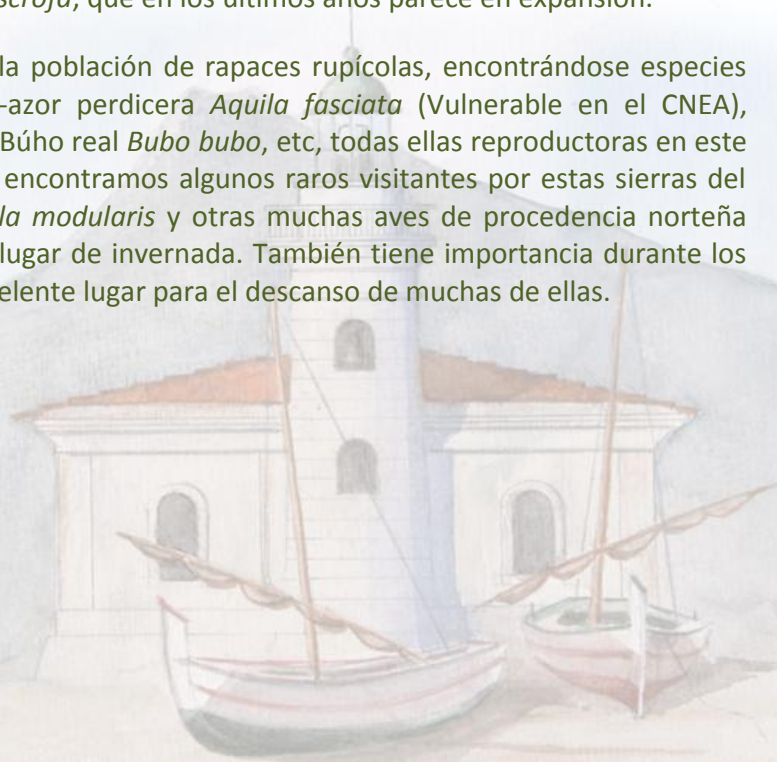 scrofa, que en los últimos años parece en expansión.
la población de rapaces rupícolas, encontrándose especies
-azor perdicera Aquila fasciata (Vulnerable en el CNEA),
Búho real Bubo bubo, etc, todas ellas reproductoras en este
encontramos algunos raros visitantes por estas sierras del
la modularis y otras muchas aves de procedencia norteña
lugar de invernada. También tiene importancia durante los
elente lugar para el descanso de muchas de ellas.